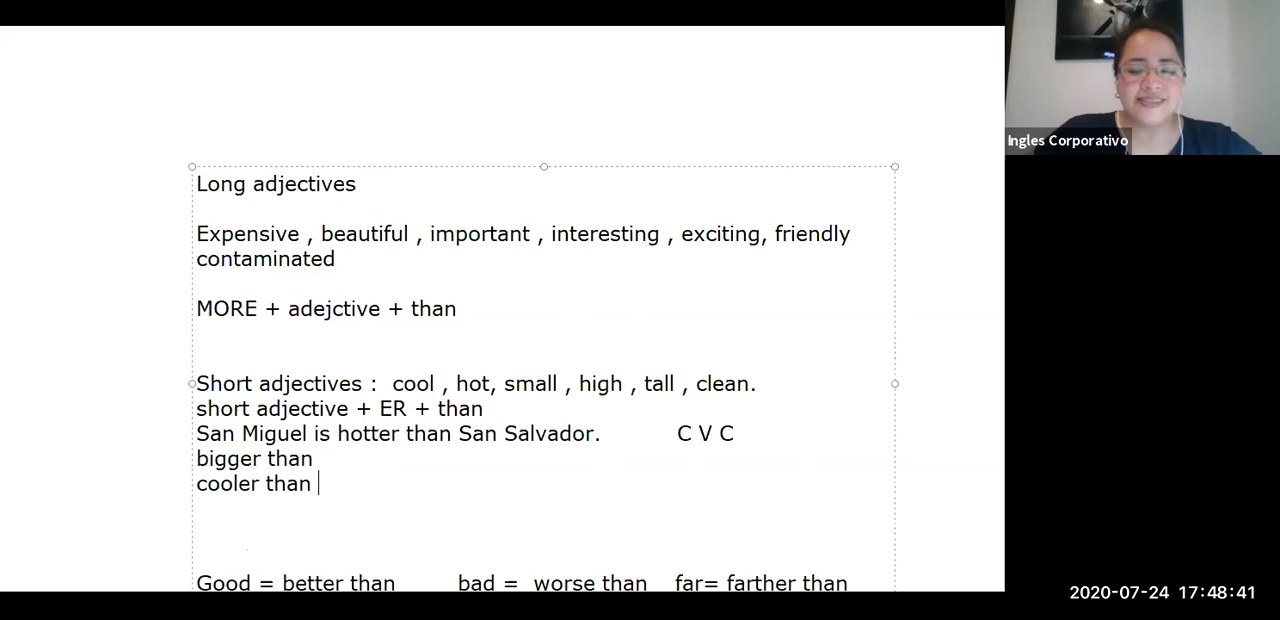 Long adjectives
Expensive , beautiful , important , interesting , exciting, friendly
contaminated
MORE + adejctive + than
Short adjectives :  cool , hot, small , high , tall , clean.
short adjective + ER + than
San Miguel is hotter than San Salvador. C V C
bigger than
cooler than
Good = better than bad =  worse than far= farther than
Ingles Corporativo
2020-07-24 17:48:41